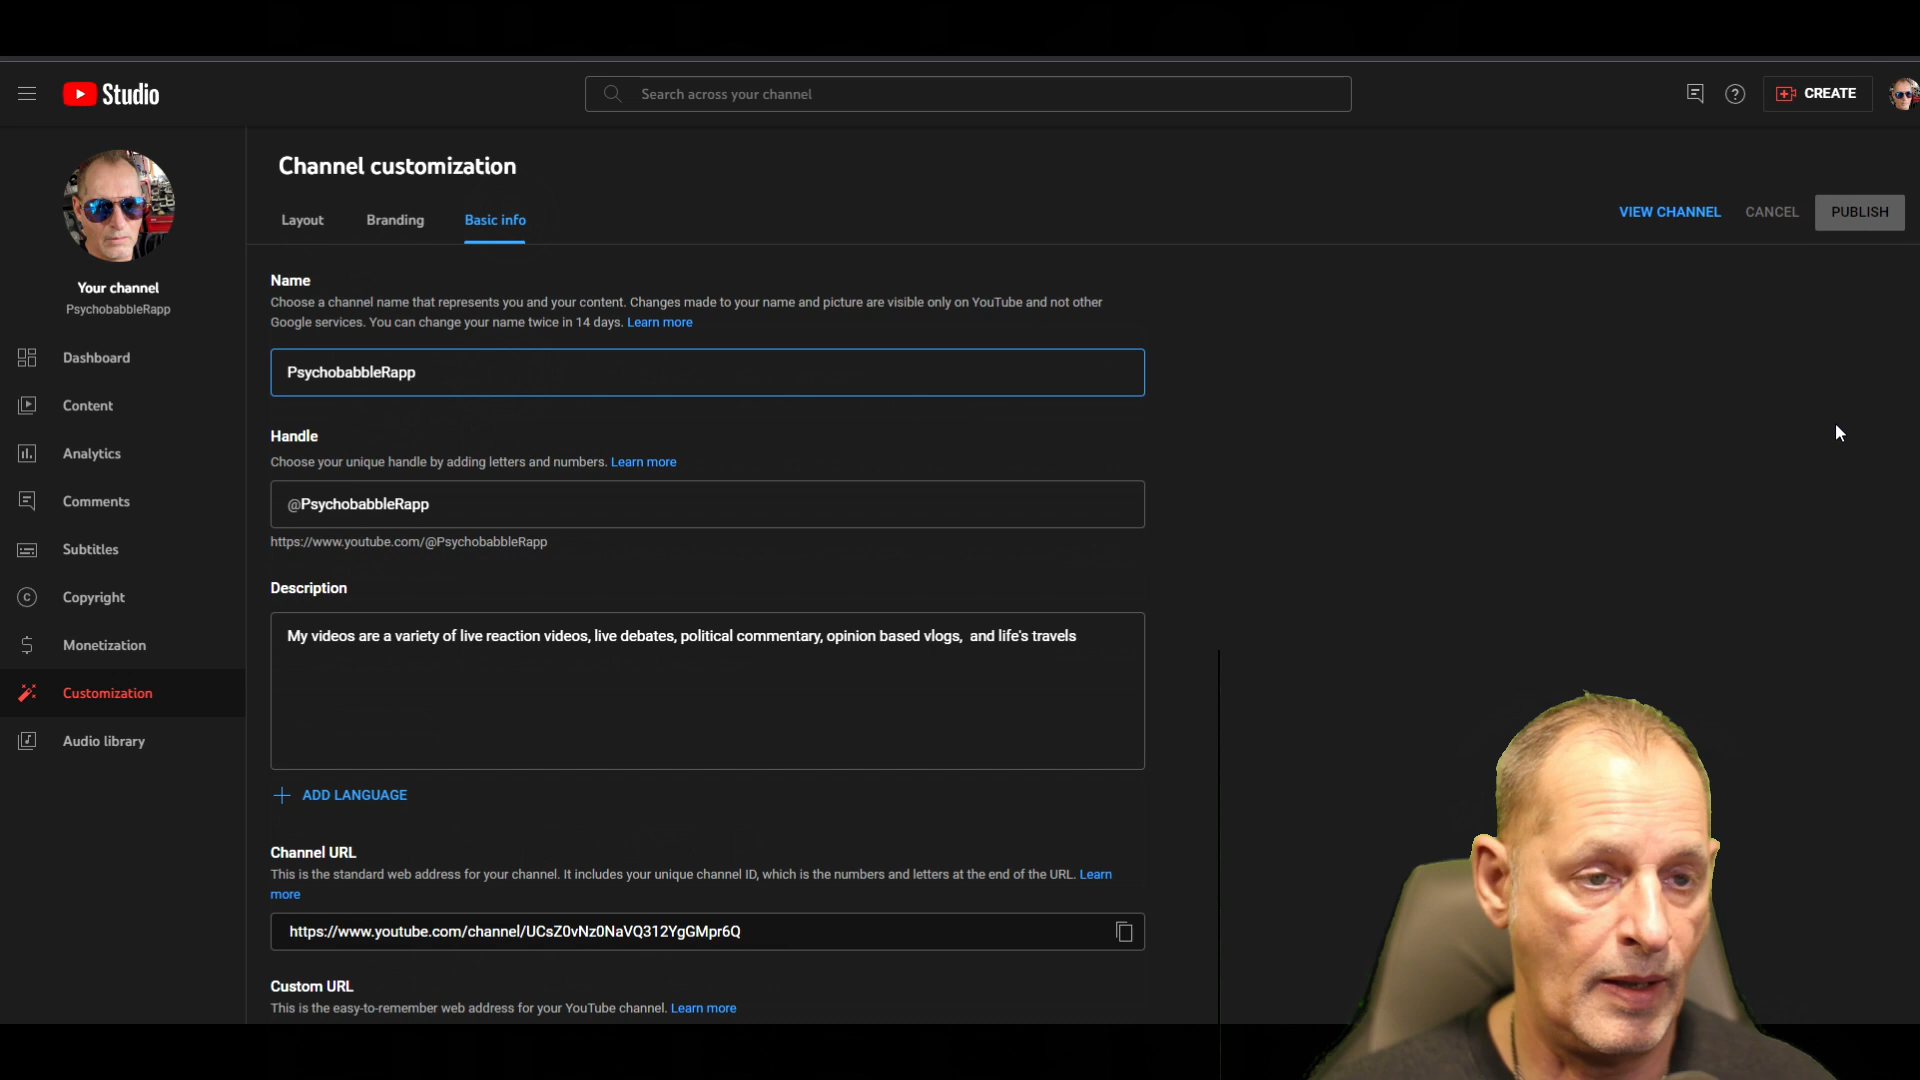 Studio
Search across your channel
CREATE
Channel customization
Layout
Branding
Basic info
VIEW CHANNEL
CANCEL
PUBLISH
Your channel
PsychobabbleRapp
Dashboard
Content
Analytics
Comments
Subtitles
Copyright
Monetization
Customization
Audio library
Name
Choose a channel name that represents you and your content. Changes made to your name and picture are visible only on YouTube and not other
Google services. You can change your name twice in 14 days. Learn more
PsychobabbleRapp
Handle
Choose your unique handle by adding letters and numbers. Learn more
@PsychobabbleRapp
https://www.youtube.com/@PsychobabbleRapp
Description
My videos are a variety of live reaction videos, live debates, political commentary, opinion based vlogs,  and life's travels
ADD LANGUAGE
Channel URL
This is the standard web address for your channel. It includes your unique channel ID, which is the numbers and letters at the end of the URL. Learn
more
https://www.youtube.com/channel/UCsZ0vNz0NaVQ312YgGMpr6Q
Custom URL
This is the easy-to-remember web address for your YouTube channel. Learn more